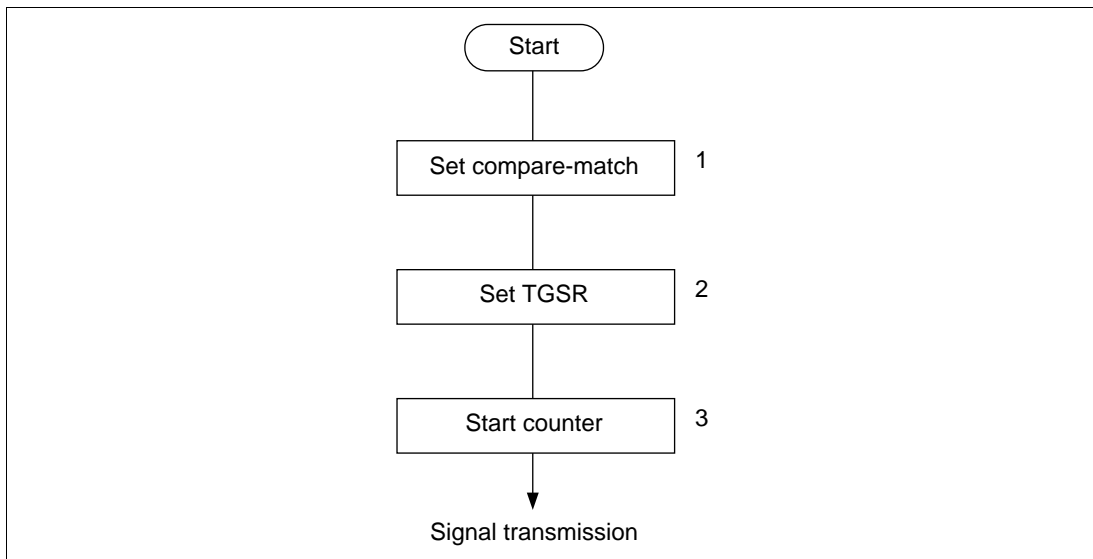 Start
Set compare-match 1
Set TGSR 2
Start counter 3
Signal transmission